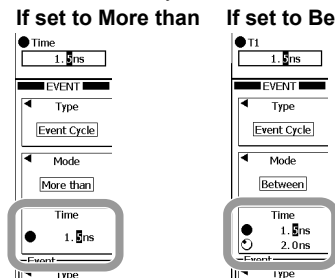 If set to More than
Time
1.5ns
EVENT
Type
Event Cycle
Mode
More than
Time
1.5ns
Event
Type
If set to Be
T1
1.5ns
EVENT
Type
Event Cycle
Mode
Between
Time
1.5ns
2.0ns
Event
Type